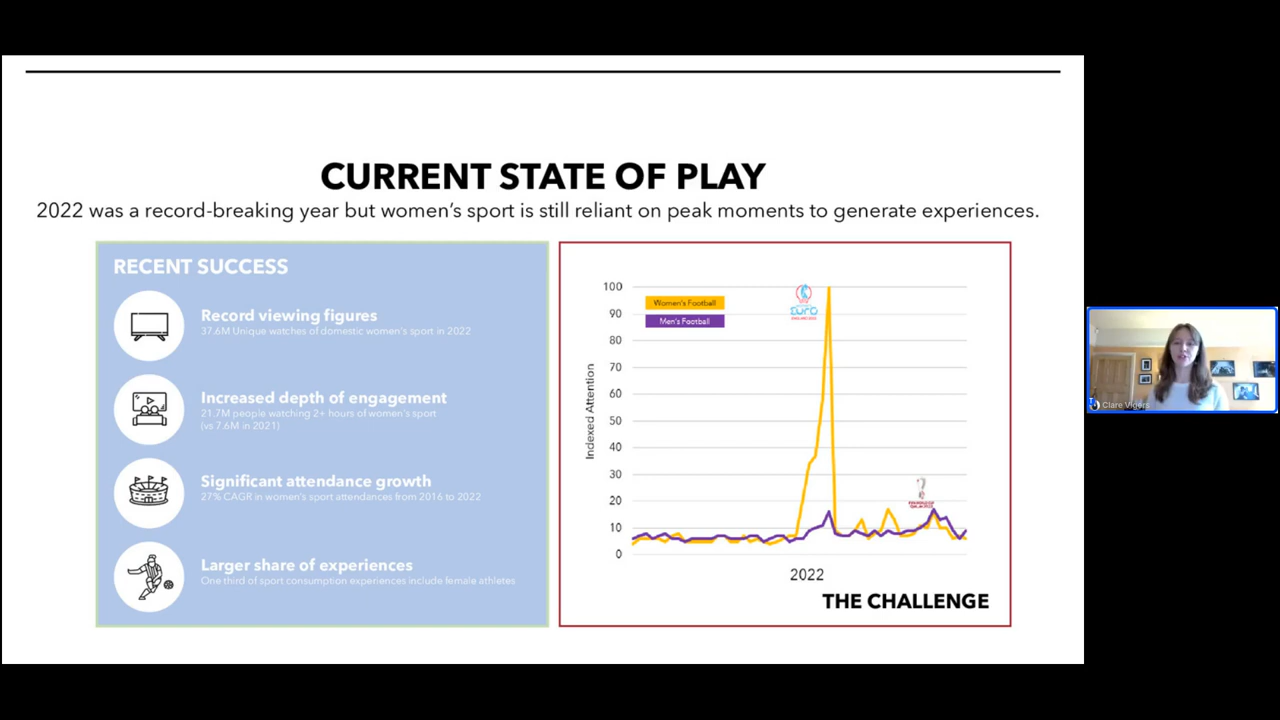 CURRENT STATE OF PLAY
2022 was a record-breaking year but women's sport is still reliant on peak moments to generate experiences.
RECENT SUCCESS
Record viewing figures
37.6M Unique watches of domestic women's sport in 2022
Increased depth of engagement
21.7M people watching 2+ hours of women's sport
(vs 7.6M in 2021)
Significant attendance growth
27% CAGR in women's sport attendances from 2016 to 2022
Larger share of experiences
One third of sport consumption experiences include female athletes
Women's Football
Men's Football
Indexed Attention
100
90
80
70
60
50
40
30
20
10
0
EURO
2022
THE CHALLENGE
Clare Vigers